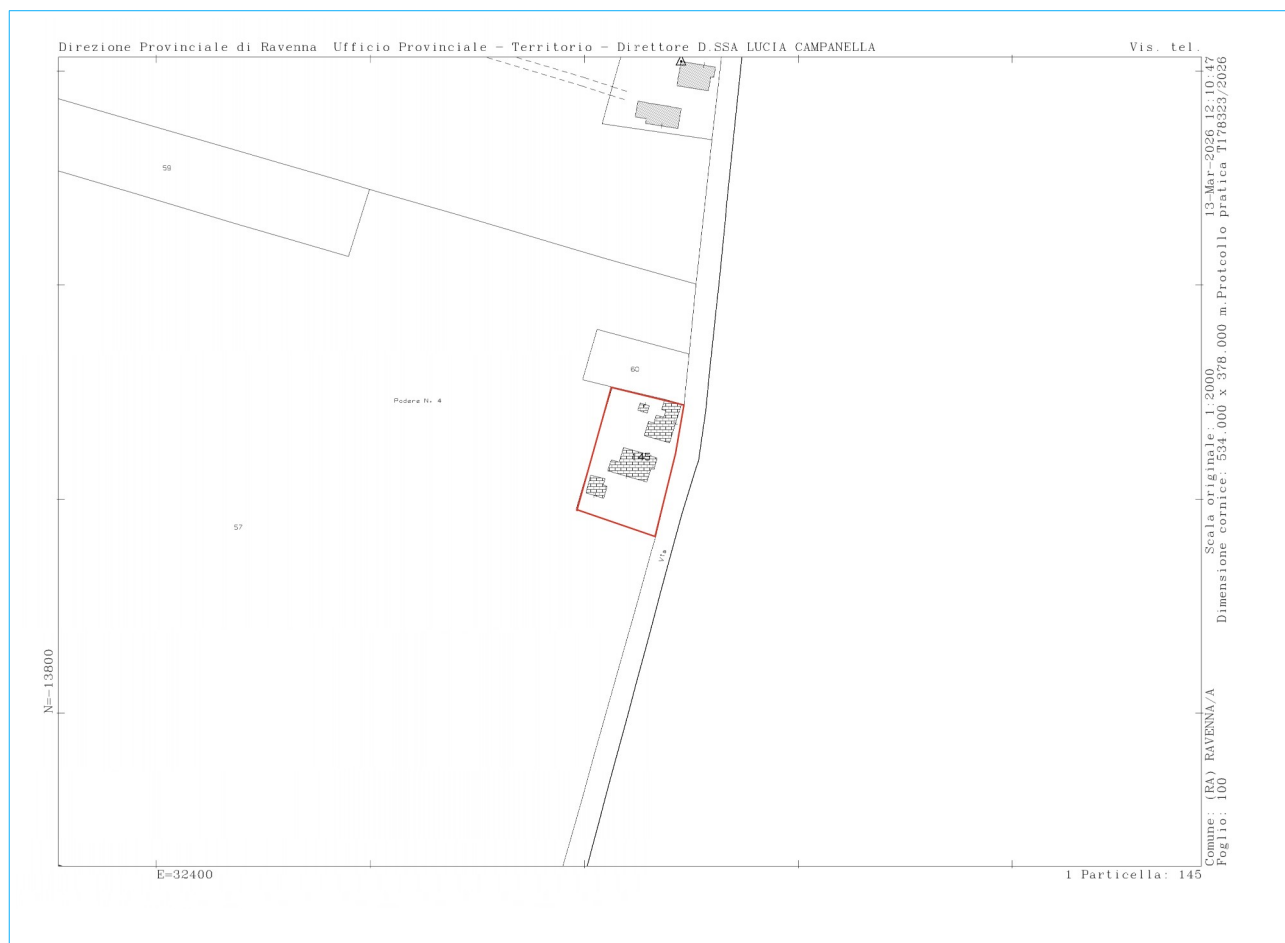 Direzione Provinciale di Ravenna Ufficio Provinciale - Territorio - Direttore D.SSA LUCIA CAMPANELLA
Vis. tel.
13-Mar-2026 12:10:47
Protcollo pratica T178323/2026
Scala originale: 1:2000
Dimensione cornice: 534.000 x 378.000 m.
Comune: (RA) RAVENNA/A
Foglio: 100
59
60
Podere N. 4
145
57
Via
N=-13800
E=32400
1 Particella: 145